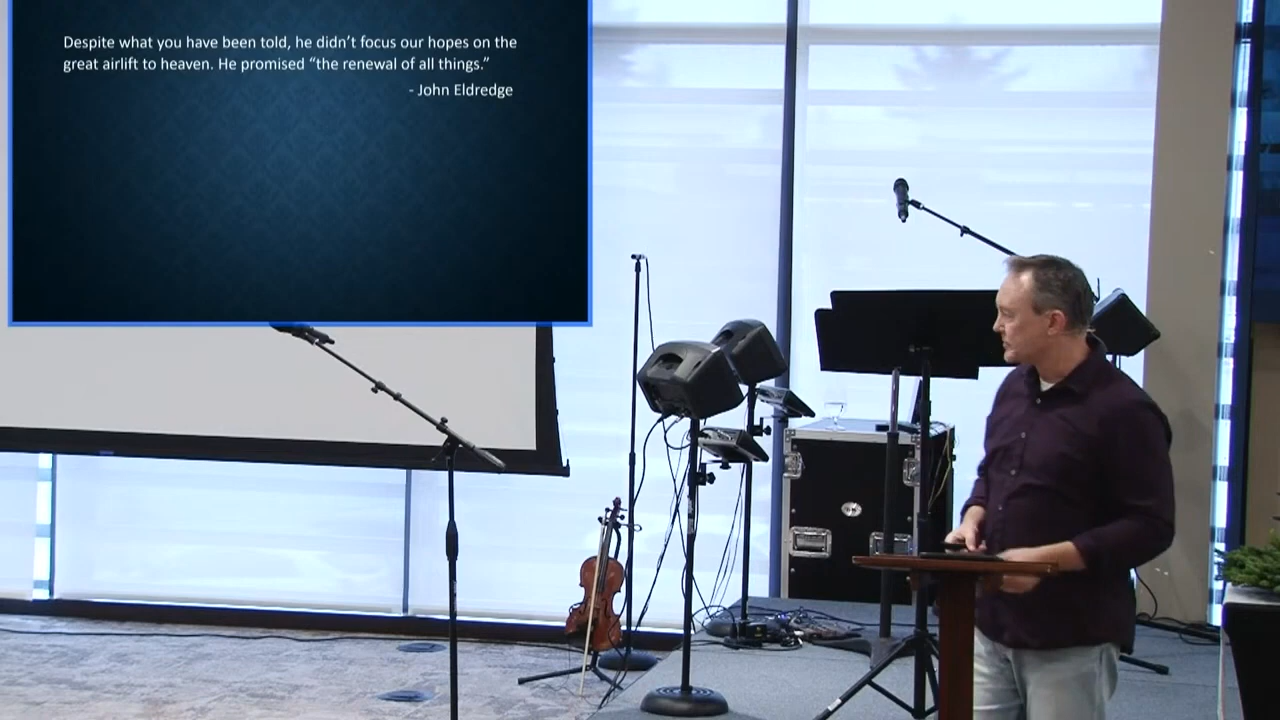 Despite what you have been told, he didn’t focus our hopes on the
great airlift to heaven. He promised “the renewal of all things.”
- John Eldredge